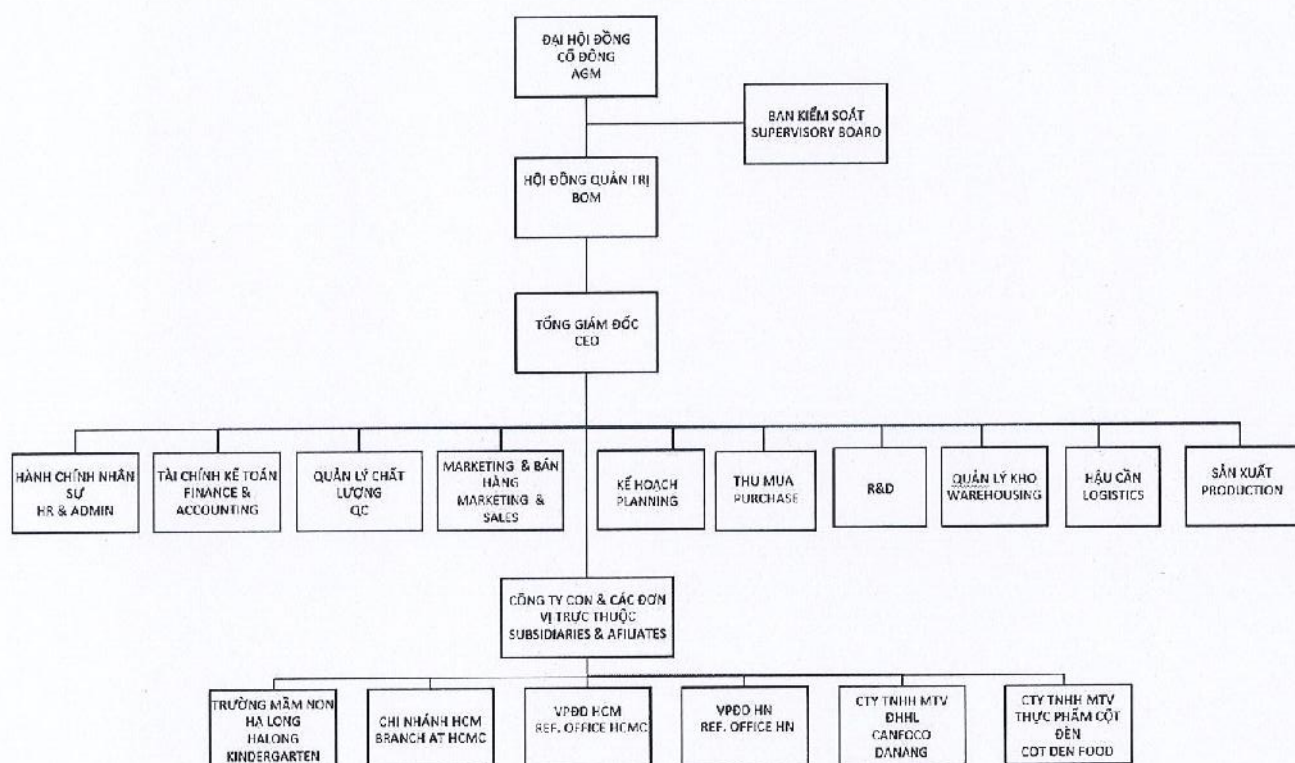 ĐẠI HỘI ĐỒNG
CỔ ĐÔNG
AGM
BAN KIỂM SOÁT
SUPERVISORY BOARD
HỘI ĐỒNG QUẢN TRỊ
BOM
TỔNG GIÁM ĐỐC
CEO
HÀNH CHÍNH NHÂN
SỰ
HR & ADMIN
TÀI CHÍNH KẾ TOÁN
FINANCE &
ACCOUNTING
QUẢN LÝ CHẤT
LƯỢNG
QC
MARKETING & BÁN
HÀNG
MARKETING &
SALES
KẾ HOẠCH
PLANNING
THU MUA
PURCHASE
R&D
QUẢN LÝ KHO
WAREHOUSING
HẬU CẦN
LOGISTICS
SẢN XUẤT
PRODUCTION
CÔNG TY CON & CÁC ĐƠN
VỊ TRỰC THUỘC
SUBSIDIARIES & AFILIATES
TRƯỜNG MẦM NON
HẠ LONG
HALONG
KINDERGARTEN
CHI NHÁNH HCM
BRANCH AT HCMC
VPĐD HCM
REF. OFFICE HCMC
VPĐD HN
REF. OFFICE HN
CTY TNHH MTV
ĐHHL
CANFOCO
DANANG
CTY TNHH MTV
THỰC PHẨM CỘT
ĐÈN
COT DEN FOOD